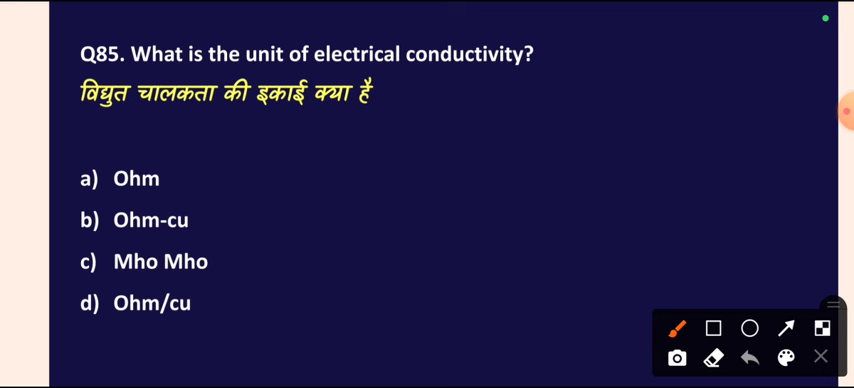 Q85. What is the unit of electrical conductivity?
विद्युत चालकता की इकाई क्या है
a) Ohm
b) Ohm-cu
c) Mho Mho
d) Ohm/cu